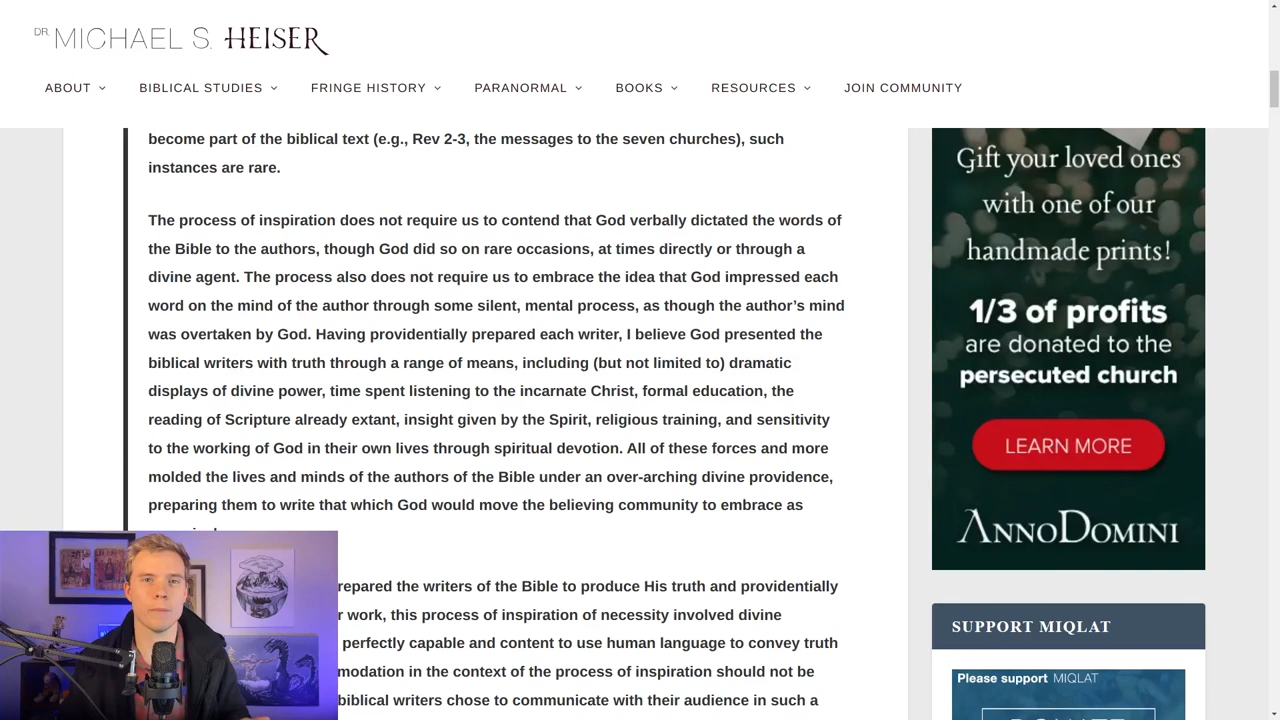 DR. MICHAEL S. HEISER
ABOUT BIBLICAL STUDIES FRINGE HISTORY PARANORMAL BOOKS RESOURCES JOIN COMMUNITY
become part of the biblical text (e.g., Rev 2-3, the messages to the seven churches), such
instances are rare.
The process of inspiration does not require us to contend that God verbally dictated the words of
the Bible to the authors, though God did so on rare occasions, at times directly or through a
divine agent. The process also does not require us to embrace the idea that God impressed each
word on the mind of the author through some silent, mental process, as though the author’s mind
was overtaken by God. Having providentially prepared each writer, I believe God presented the
biblical writers with truth through a range of means, including (but not limited to) dramatic
displays of divine power, time spent listening to the incarnate Christ, formal education, the
reading of Scripture already extant, insight given by the Spirit, religious training, and sensitivity
to the working of God in their own lives through spiritual devotion. All of these forces and more
molded the lives and minds of the authors of the Bible under an over-arching divine providence,
preparing them to write that which God would move the believing community to embrace as
repared the writers of the Bible to produce His truth and providentially
r work, this process of inspiration of necessity involved divine
perfectly capable and content to use human language to convey truth
modation in the context of the process of inspiration should not be
biblical writers chose to communicate with their audience in such a
Gift your loved ones
with one of our
handmade prints!
1/3 of profits
are donated to the
persecuted church
LEARN MORE
ANNODOMINI
SUPPORT MIQLAT
Please support MIQLAT